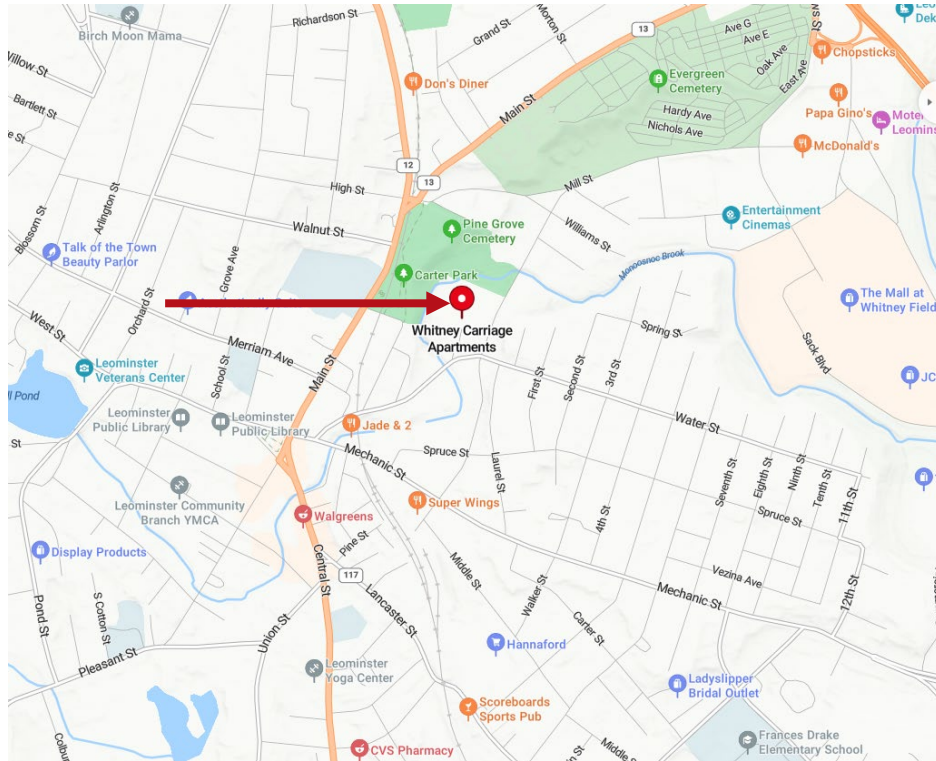 Birch Moon Mama
Richardson St
Grand St
Morton St
13
Ave G
Ave F
Ave E
Oak Ave
East Ave
Chopsticks
Willow St
Don's Diner
Main St
Evergreen
Cemetery
Papa Gino's
Bartlett St
Hardy Ave
Nichols Ave
McDonald's
12
13
High St
Mill St
Arlington St
Blossom St
Walnut St
Pine Grove
Cemetery
Williams St
Entertainment
Cinemas
Talk of the Town
Beauty Parlor
Grove Ave
Carter Park
Monoosnoc Brook
Orchard St
The Mall at
Whitney Field
Whitney Carriage
Apartments
Spring St
West St
Merriam Ave
Main St
Sack Blvd
Leominster
Veterans Center
School St
First St
Second St
3rd St
JC
Pond
Leominster
Public Library
Leominster
Public Library
Jade & 2
Water St
St
Mechanic St
Spruce St
Laurel St
Seventh St
Eighth St
Ninth St
Tenth St
11th St
Leominster Community
Branch YMCA
Walgreens
Super Wings
4th St
Spruce St
Display Products
Pine St
Central St
117
Middle St
Vezina Ave
Mechanic St
12th St
Pond St
S Cotton St
Union St
Lancaster St
Walker St
Carter St
Hannaford
Pleasant St
Leominster
Yoga Center
Ladyslipper
Bridal Outlet
Scoreboards
Sports Pub
CVS Pharmacy
Frances Drake
Elementary School